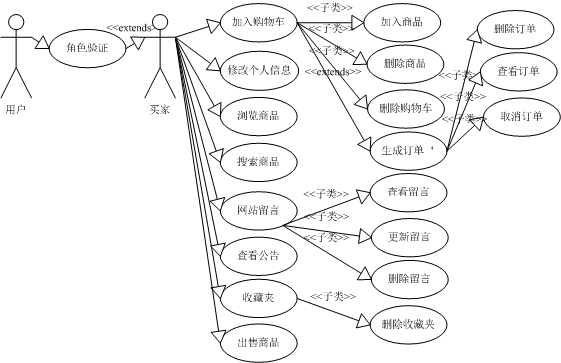 <<子类>>
加入购物车
加入商品
删除订单
<<extends>>
<<子类>>
角色验证
<<子类>>
修改个人信息
<<extends>>
删除商品
<<子类>>
查看订单
用户
买家
浏览商品
删除购物车
<<子类>>
<<子类>>
取消订单
搜索商品
生成订单‘
网站留言
<<子类>>
查看留言
<<子类>>
<<子类>>
更新留言
查看公告
删除留言
收藏夹
<<子类>>
删除收藏夹
出售商品